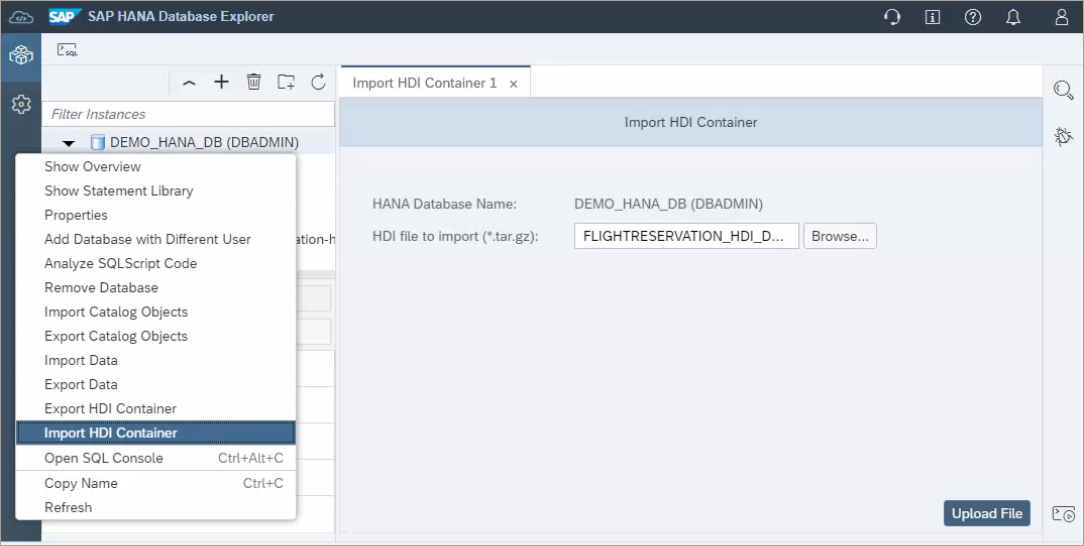 SAP SAP HANA Database Explorer
SQL
Import HDI Container 1
Filter Instances
Import HDI Container
DEMO_HANA_DB (DBADMIN)
Show Overview
Show Statement Library
HANA Database Name: DEMO_HANA_DB (DBADMIN)
Properties
HDI file to import (*.tar.gz): FLIGHTRESERVATION_HDI_D... Browse...
Add Database with Different User
ation-h
Analyze SQLScript Code
Remove Database
Import Catalog Objects
Export Catalog Objects
Import Data
Export Data
Export HDI Container
Import HDI Container
Open SQL Console Ctrl+Alt+C
Copy Name Ctrl+C
Refresh
Upload File